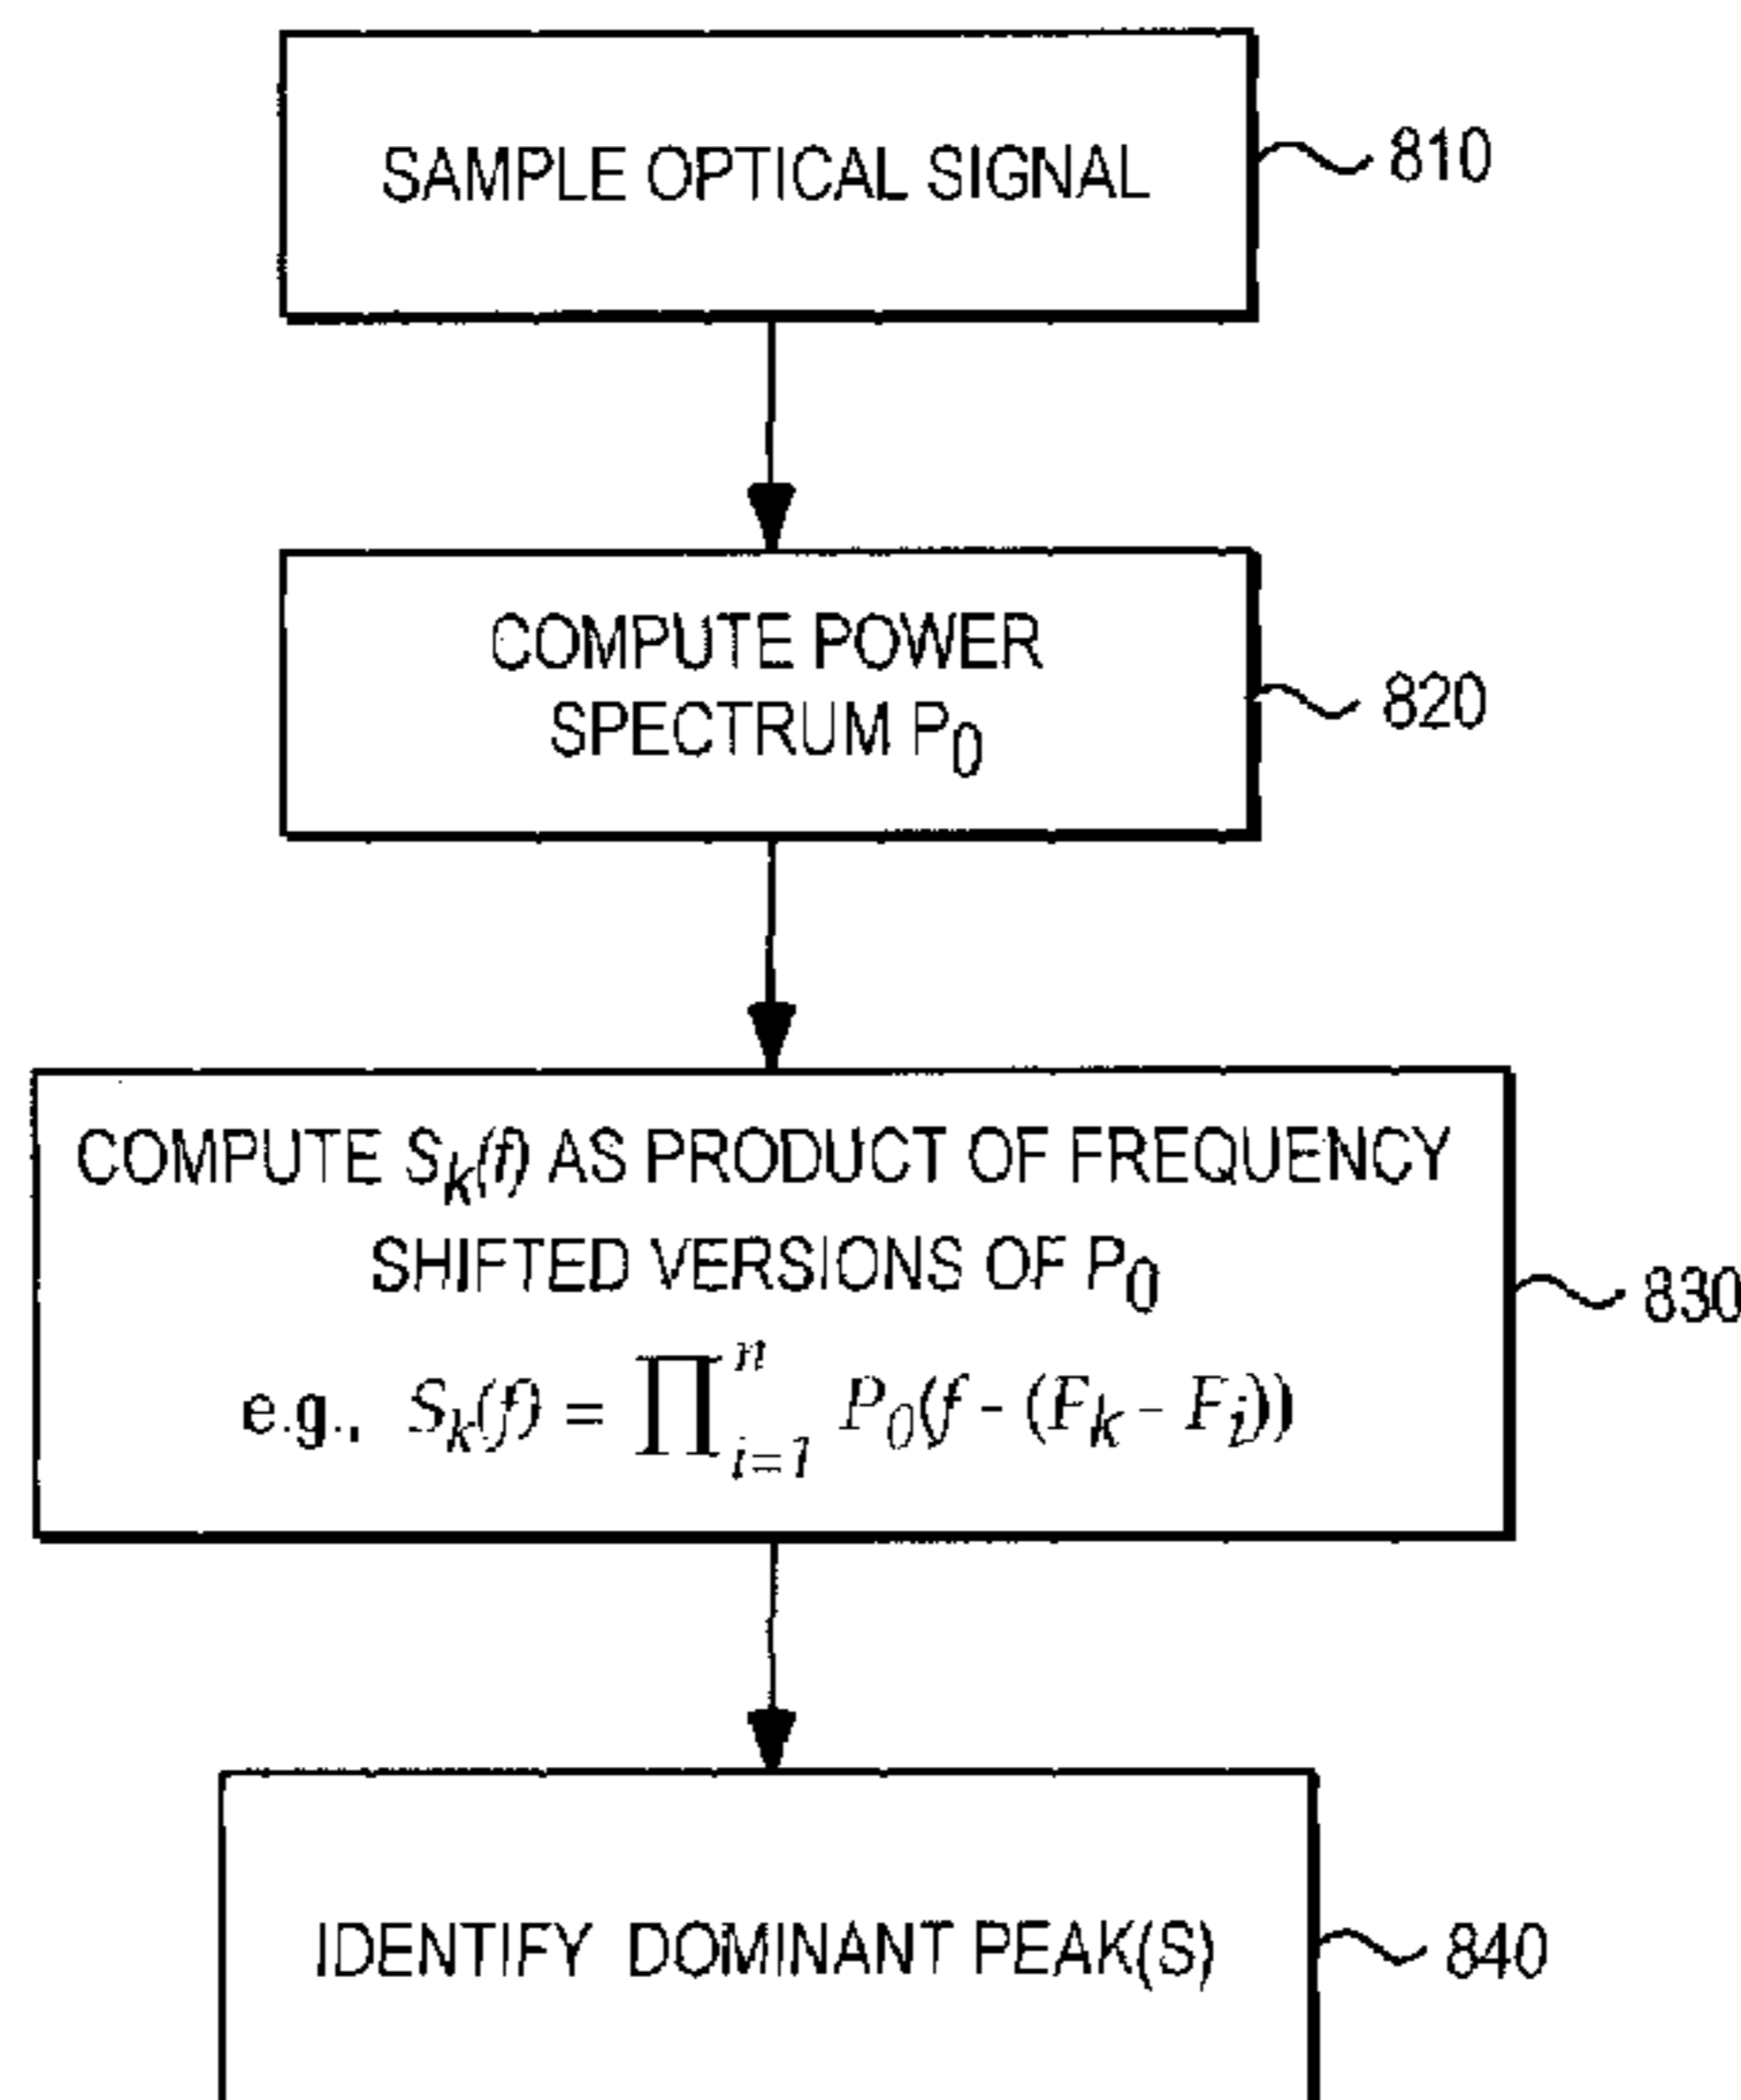 SAMPLE OPTICAL SIGNAL
810
COMPUTE POWER
SPECTRUM P₀
820
COMPUTE Sₖ(f) AS PRODUCT OF FREQUENCY
SHIFTED VERSIONS OF P₀
e.g., Sₖ(f) = ∏ⁿᵢ₌₁ P₀(f - (Fₖ - Fᵢ))
830
IDENTIFY DOMINANT PEAK(S)
840